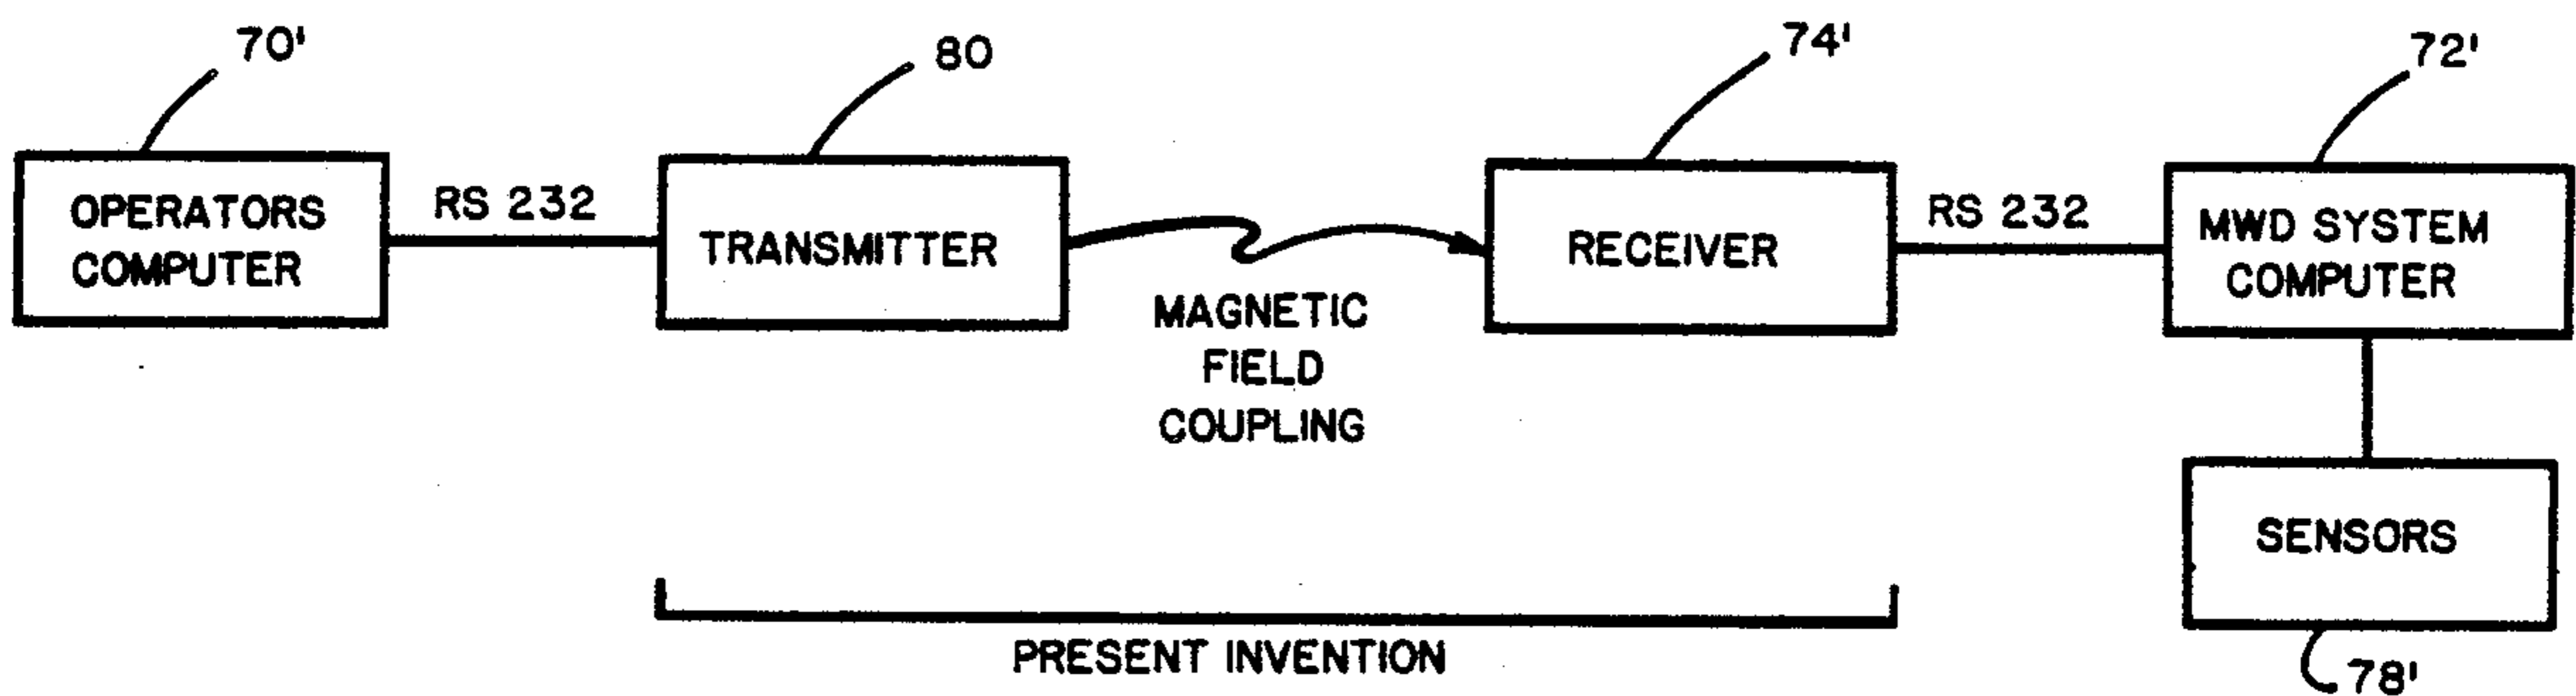 70'
80
74'
72'
OPERATORS
COMPUTER
RS 232
TRANSMITTER
MAGNETIC
FIELD
COUPLING
RECEIVER
RS 232
MWD SYSTEM
COMPUTER
SENSORS
78'
PRESENT INVENTION